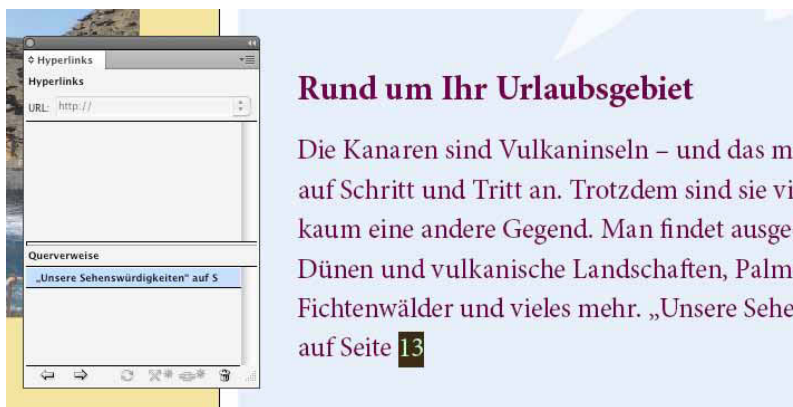 Hyperlinks
Hyperlinks
URL: http://
Querverweise
„Unsere Sehenswürdigkeiten“ auf S
Rund um Ihr Urlaubsgebiet
Die Kanaren sind Vulkaninseln – und das m
auf Schritt und Tritt an. Trotzdem sind sie vi
kaum eine andere Gegend. Man findet ausge
Dünen und vulkanische Landschaften, Palm
Fichtenwälder und vieles mehr. „Unsere Sehe
auf Seite 13